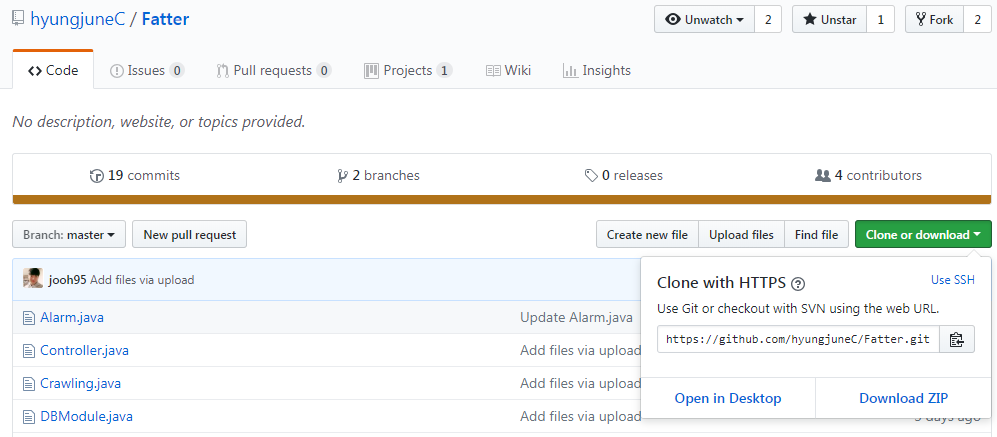 hyungjuneC / Fatter
Unwatch 2 Unstar 1 Fork 2
Code Issues 0 Pull requests 0 Projects 1 Wiki Insights
No description, website, or topics provided.
19 commits 2 branches 0 releases 4 contributors
Branch: master New pull request Create new file Upload files Find file Clone or download
jooh95 Add files via upload
Alarm.java Update Alarm.java
Controller.java Add files via upload
Crawling.java Add files via upload
DBModule.java Add files via upload
Clone with HTTPS Use SSH
Use Git or checkout with SVN using the web URL.
https://github.com/hyungjuneC/Fatter.git
Open in Desktop Download ZIP
days ago